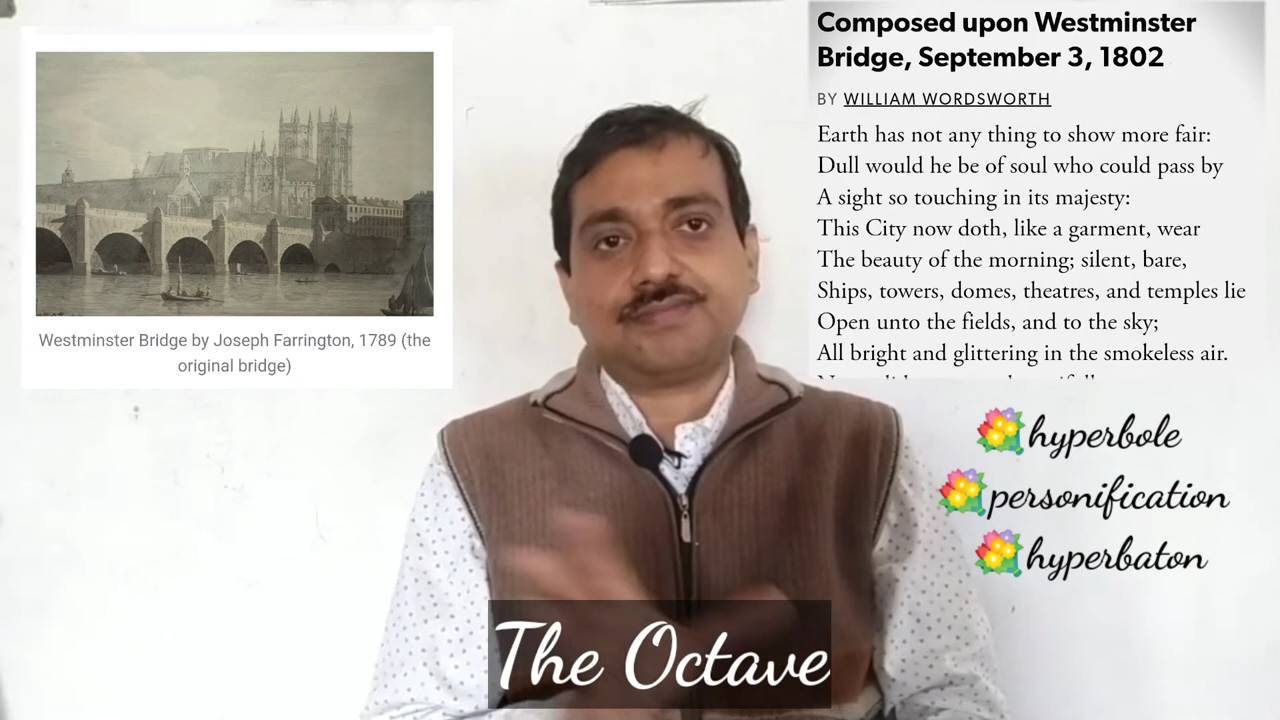 Westminster Bridge by Joseph Farrington, 1789 (the
original bridge)
Composed upon Westminster
Bridge, September 3, 1802
BY WILLIAM WORDSWORTH
Earth has not any thing to show more fair:
Dull would he be of soul who could pass by
A sight so touching in its majesty:
This City now doth, like a garment, wear
The beauty of the morning; silent, bare,
Ships, towers, domes, theatres, and temples lie
Open unto the fields, and to the sky;
All bright and glittering in the smokeless air.
hyperbole
personification
hyperbaton
The Octave